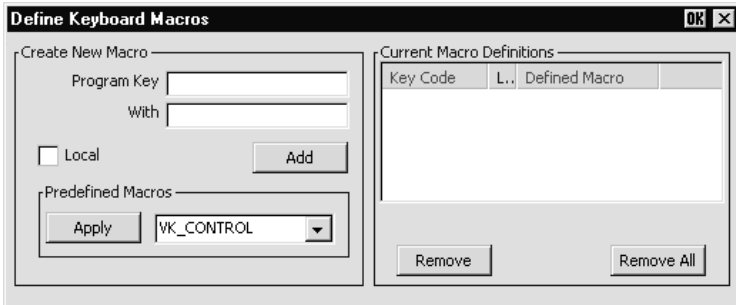 Define Keyboard Macros OK
Create New Macro
Program Key
With
Local
Add
Predefined Macros
Apply
VK_CONTROL
Current Macro Definitions
Key Code L.. Defined Macro
Remove
Remove All